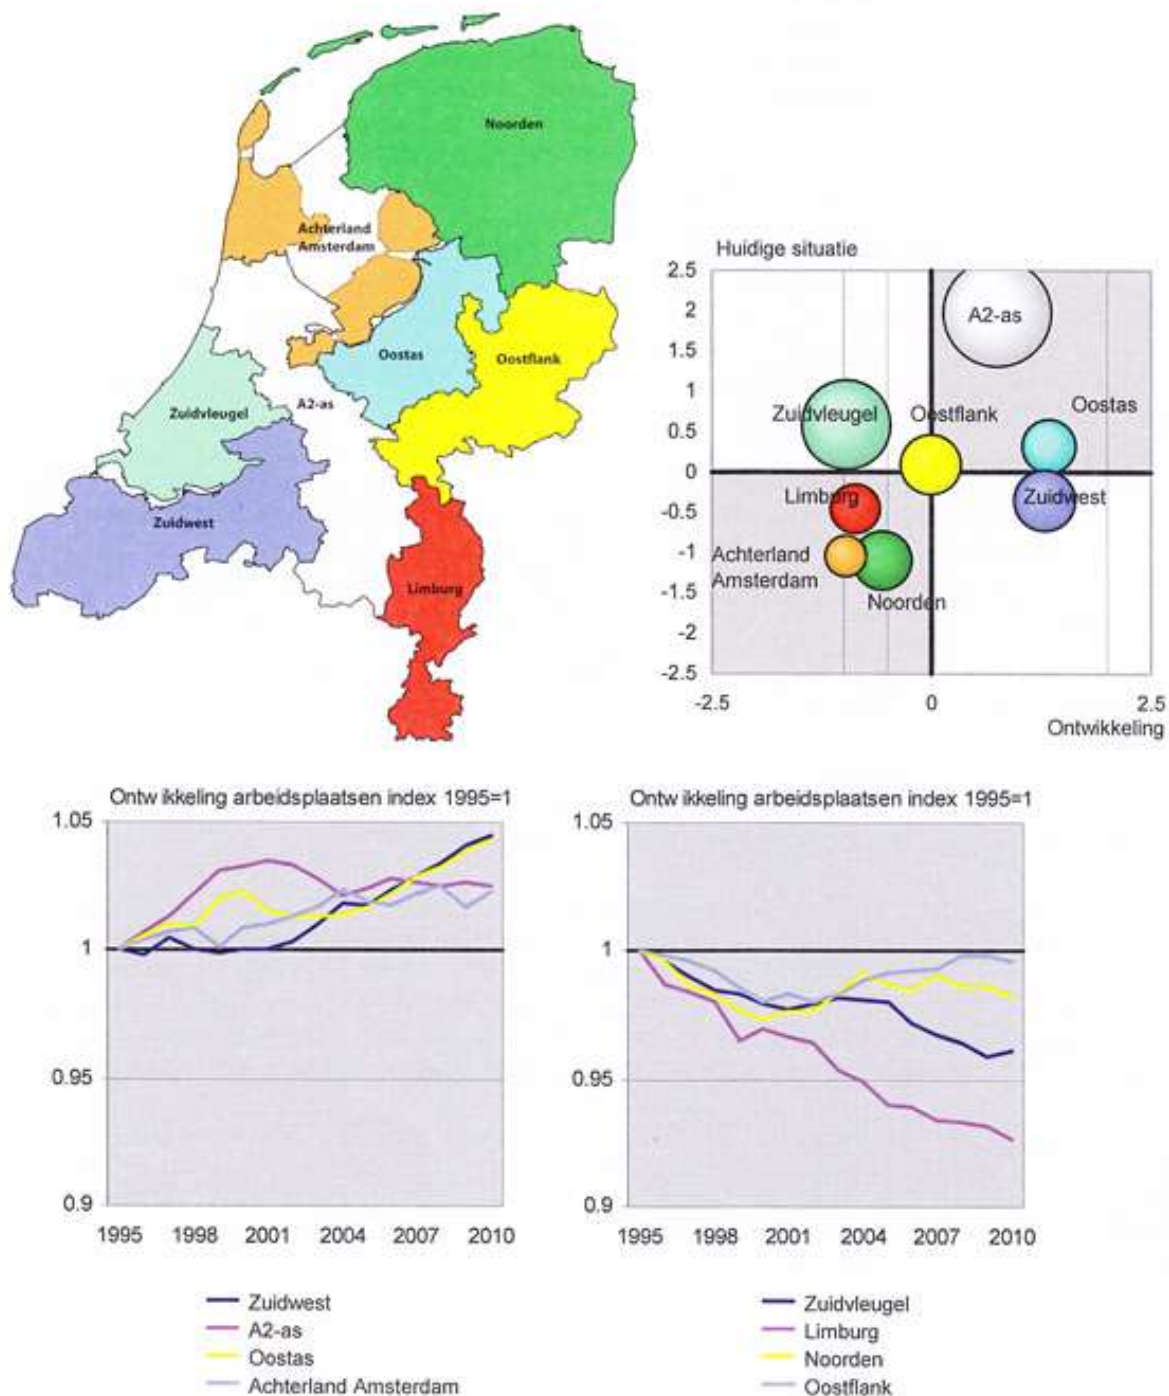 Noorden
Achterland
Amsterdam
Oostas
Oostflank
A2-as
Zuidvleugel
Zuidwest
Limburg
Huidige situatie
2.5
2
1.5
1
0.5
0
-0.5
-1
-1.5
-2
-2.5
A2-as
Zuidvleugel
Oostflank
Oostas
Limburg
Zuidwest
Achterland
Amsterdam
Noorden
-2.5 0 2.5
Ontwikkeling
Ontwikkeling arbeidsplaatsen index 1995=1
1.05
1
0.95
0.9
1995 1998 2001 2004 2007 2010
Zuidwest
A2-as
Oostas
Achterland Amsterdam
Ontwikkeling arbeidsplaatsen index 1995=1
1.05
1
0.95
0.9
1995 1998 2001 2004 2007 2010
Zuidvleugel
Limburg
Noorden
Oostflank